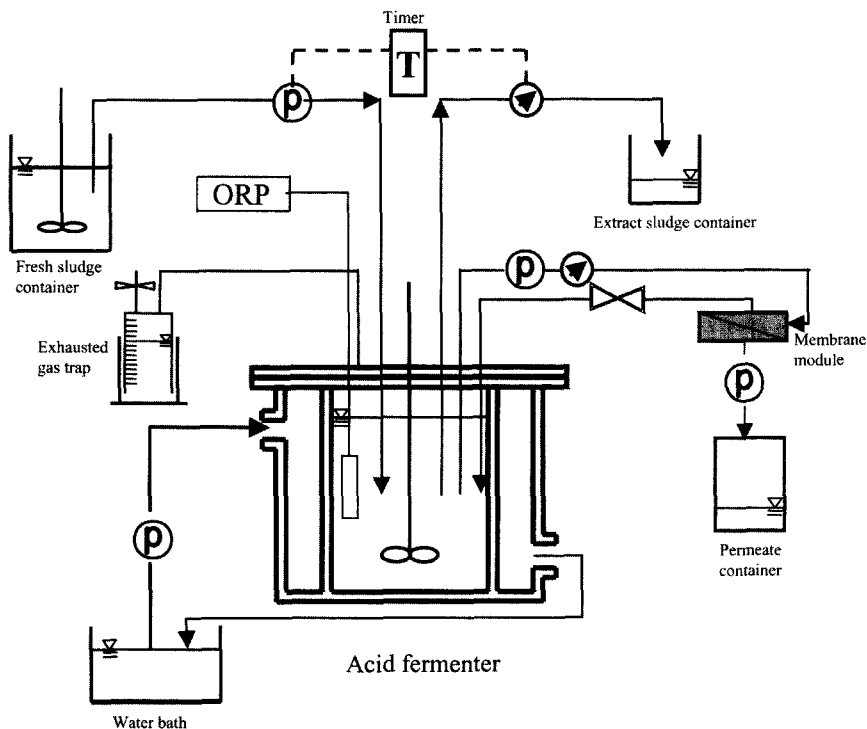 Timer
T
p
ORP
Extract sludge container
Fresh sludge
container
p
Exhausted
gas trap
Membrane
module
p
p
Permeate
container
Acid fermenter
Water bath